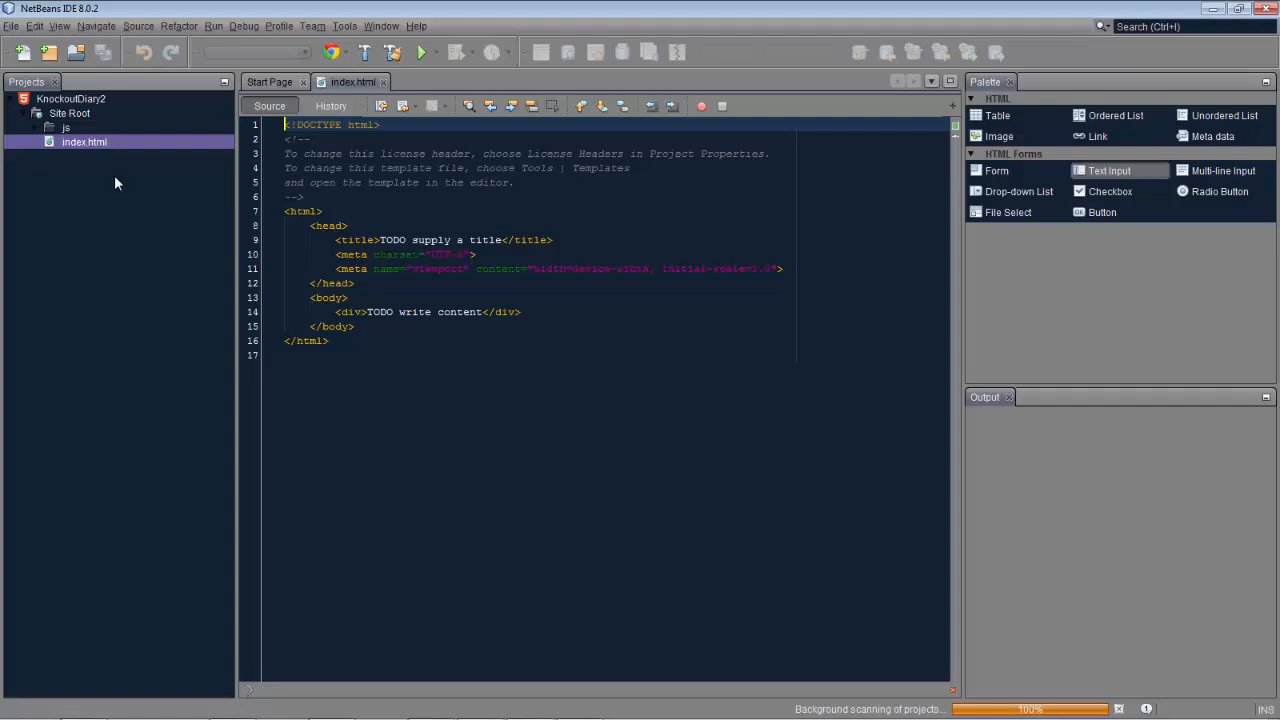 NetBeans IDE 8.0.2
File Edit View Navigate Source Refactor Run Debug Profile Team Tools Window Help
Search (Ctrl+I)
Projects
KnockoutDiary2
Site Root
js
index.html
Start Page
index.html
Source
History
1 <!DOCTYPE html>
2 <!--
3 To change this license header, choose License Headers in Project Properties.
4 To change this template file, choose Tools | Templates
5 and open the template in the editor.
6 -->
7 <html>
8 <head>
9 <title>TODO supply a title</title>
10 <meta charset="UTF-8">
11 <meta name="viewport" content="width=device-width, initial-scale=1.0">
12 </head>
13 <body>
14 <div>TODO write content</div>
15 </body>
16 </html>
17
Palette
HTML
Table Ordered List Unordered List
Image Link Meta data
HTML Forms
Form Text Input Multi-line Input
Drop-down List Checkbox Radio Button
File Select Button
Output
Background scanning of projects... 100% 1 INS